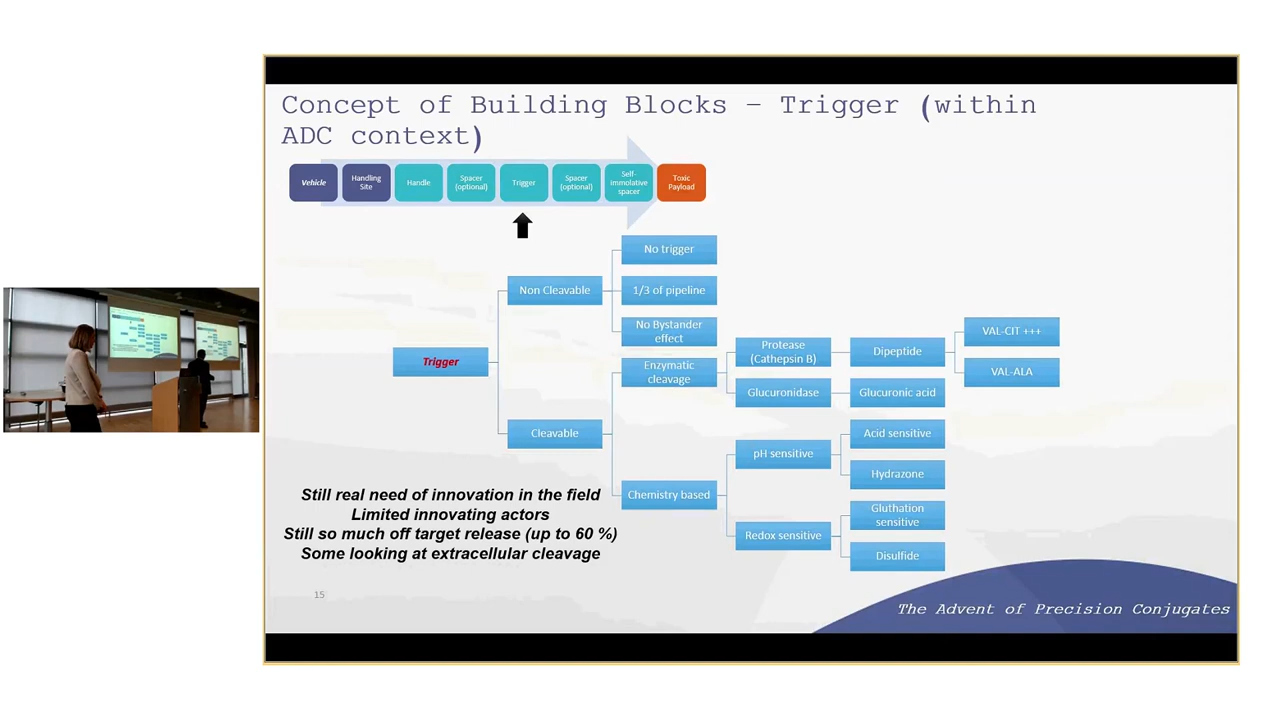 Concept of Building Blocks – Trigger (within
ADC context)
Vehicle
Handling
Site
Handle
Spacer
(optional)
Trigger
Spacer
(optional)
Self-
immolative
spacer
Toxic
Payload
No trigger
Non Cleavable
1/3 of pipeline
No Bystander
effect
Trigger
Enzymatic
cleavage
Protease
(Cathepsin B)
Dipeptide
VAL-CIT +++
VAL-ALA
Glucuronidase
Glucuronic acid
Cleavable
pH sensitive
Acid sensitive
Hydrazone
Chemistry based
Redox sensitive
Gluthation
sensitive
Disulfide
Still real need of innovation in the field
Limited innovating actors
Still so much off target release (up to 60 %)
Some looking at extracellular cleavage
15
The Advent of Precision Conjugates